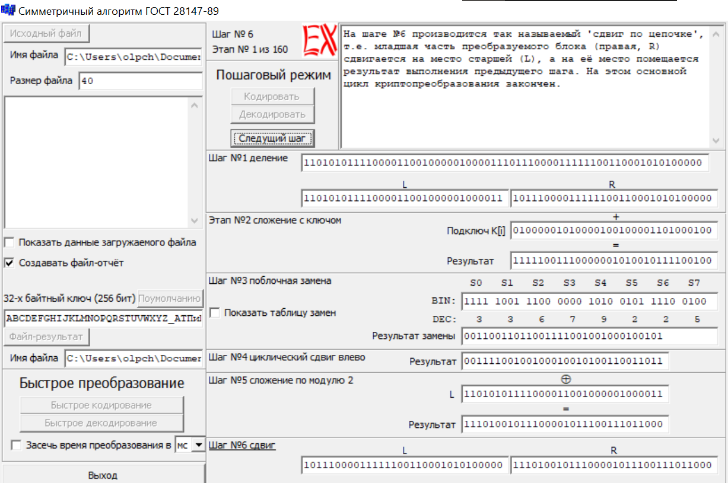 Симметричный алгоритм ГОСТ 28147-89
Исходный файл
Имя файла C:\Users\olpch\Documen
Размер файла 40
Показать данные загружаемого файла
Создавать файл-отчёт
32-х байтный ключ (256 бит) Поумолчанию
ABCDEFGHIJKLMNOPQRSTUVWXYZ_АТПи
Файл-результат
Имя файла C:\Users\olpch\Documen
Быстрое преобразование
Быстрое кодирование
Быстрое декодирование
Засечь время преобразования в мс
Выход
Шаг № 6
Этап № 1 из 160
EX
Пошаговый режим
Кодировать
Декодировать
Следущий шаг
На шаге №6 производится так называемый 'сдвиг по цепочке',
т.е. младшая часть преобразуемого блока (правая, R)
сдвигается на место старшей (L), а на её место помещается
результат выполнения предыдущего шага. На этом основной
цикл криптопреобразования закончен.
Шаг №1 деление 1101010111100001100100000100001110111000011111100110001010100000
L R
11010101111000011001000001000011 10111000011111100110001010100000
Этап №2 сложение с ключом +
Подключ K[i] 01000001010000100100001101000100
=
Результат 11111001110000001010010111100100
Шаг №3 поблочная замена S0 S1 S2 S3 S4 S5 S6 S7
Показать таблицу замен BIN: 1111 1001 1100 0000 1010 0101 1110 0100
DEC: 3 3 6 7 9 2 2 5
Результат замены 00110011011001111001001000100101
Шаг №4 циклический сдвиг влево Результат 00111100100100010010100110011011
Шаг №5 сложение по модулю 2 ⊕
L 11010101111000011001000001000011
=
Результат 11101001011100001011100111011000
Шаг №6 сдвиг L R
10111000011111100110001010100000 11101001011100001011100111011000